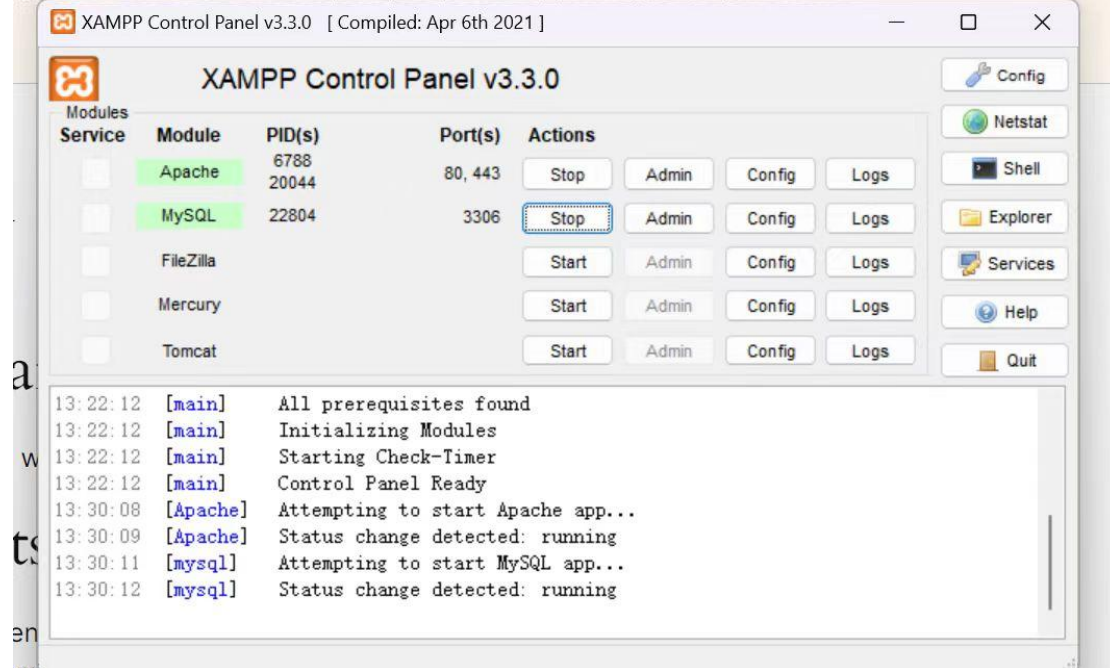 XAMPP Control Panel v3.3.0 [ Compiled: Apr 6th 2021 ]
XAMPP Control Panel v3.3.0
Config
Modules
Service Module PID(s) Port(s) Actions
Netstat
Apache 6788 20044 80, 443 Stop Admin Config Logs
Shell
MySQL 22804 3306 Stop Admin Config Logs
Explorer
FileZilla Start Admin Config Logs
Services
Mercury Start Admin Config Logs
Help
Tomcat Start Admin Config Logs
Quit
13:22:12 [main] All prerequisites found
13:22:12 [main] Initializing Modules
13:22:12 [main] Starting Check-Timer
13:22:12 [main] Control Panel Ready
13:30:08 [Apache] Attempting to start Apache app...
13:30:09 [Apache] Status change detected: running
13:30:11 [mysql] Attempting to start MySQL app...
13:30:12 [mysql] Status change detected: running